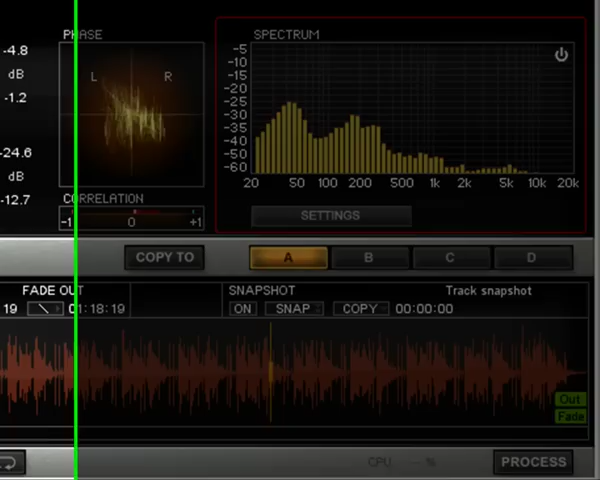 PHASE
SPECTRUM
-4.8
dB
-1.2
-24.6
dB
-12.7
L
R
-5
-10
-15
-20
-25
-30
-35
-40
-45
-50
-60
20 50 100 200 500 1k 2k 5k 10k 20k
CORRELATION
-1 0 +1
SETTINGS
COPY TO A B C D
FADE OUT SNAPSHOT Track snapshot
19 01:18:19 ON SNAP COPY 00:00:00
Out
Fade
CPU -- % PROCESS